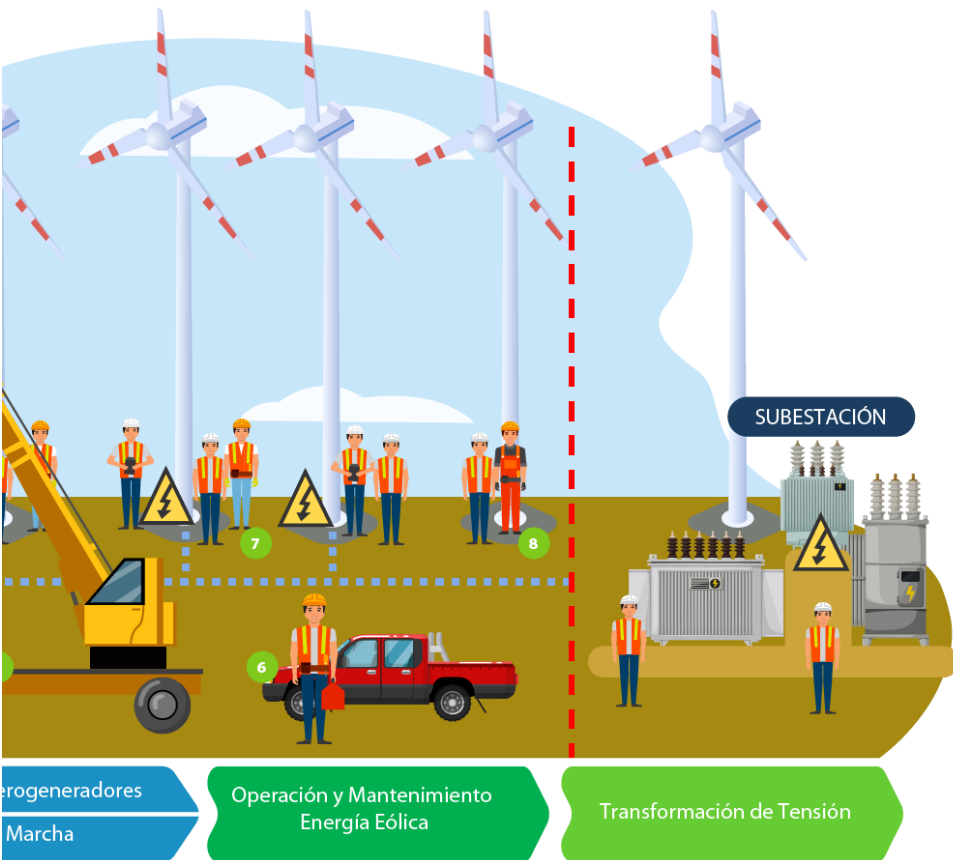 SUBESTACIÓN
7
8
6
erogeneradores
Marcha
Operación y Mantenimiento
Energía Eólica
Transformación de Tensión